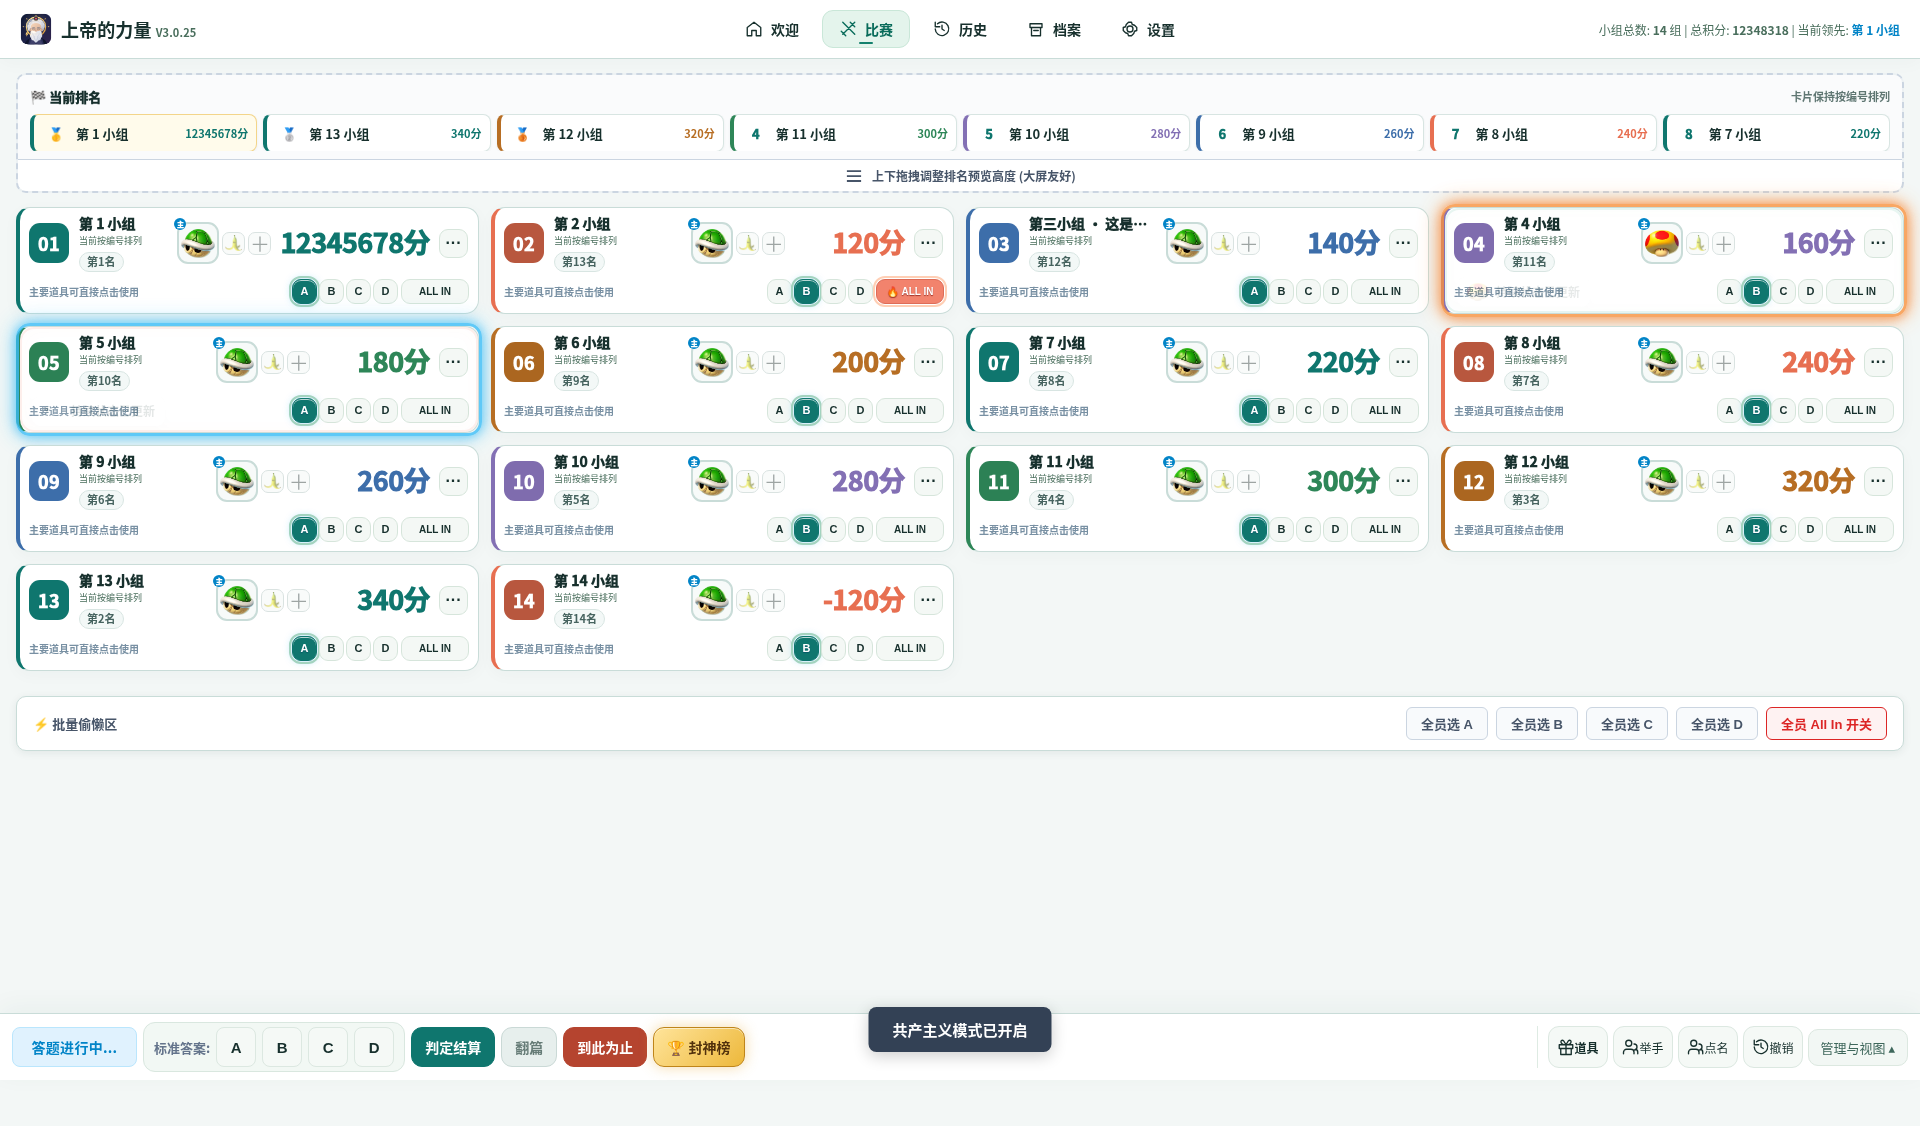 上帝的力量 V3.0.25
欢迎
比赛
历史
档案
设置
小组总数: 14 组 | 总积分: 12348318 | 当前领先: 第 1 小组
当前排名
卡片保持按编号排列
第 1 小组 12345678分
第 13 小组 340分
第 12 小组 320分
4 第 11 小组 300分
5 第 10 小组 280分
6 第 9 小组 260分
7 第 8 小组 240分
8 第 7 小组 220分
上下拖拽调整排名预览高度 (大屏友好)
01 第 1 小组 当前按编号排列 第1名 主 12345678分 ···
主要道具可直接点击使用 A B C D ALL IN
02 第 2 小组 当前按编号排列 第13名 主 120分 ···
主要道具可直接点击使用 A B C D ALL IN
03 第三小组 · 这是··· 当前按编号排列 第12名 主 140分 ···
主要道具可直接点击使用 A B C D ALL IN
04 第 4 小组 当前按编号排列 第11名 主 160分 ···
主要道具可直接点击使用 新 A B C D ALL IN
05 第 5 小组 当前按编号排列 第10名 主 180分 ···
主要道具可直接点击使用 新 A B C D ALL IN
06 第 6 小组 当前按编号排列 第9名 主 200分 ···
主要道具可直接点击使用 A B C D ALL IN
07 第 7 小组 当前按编号排列 第8名 主 220分 ···
主要道具可直接点击使用 A B C D ALL IN
08 第 8 小组 当前按编号排列 第7名 主 240分 ···
主要道具可直接点击使用 A B C D ALL IN
09 第 9 小组 当前按编号排列 第6名 主 260分 ···
主要道具可直接点击使用 A B C D ALL IN
10 第 10 小组 当前按编号排列 第5名 主 280分 ···
主要道具可直接点击使用 A B C D ALL IN
11 第 11 小组 当前按编号排列 第4名 主 300分 ···
主要道具可直接点击使用 A B C D ALL IN
12 第 12 小组 当前按编号排列 第3名 主 320分 ···
主要道具可直接点击使用 A B C D ALL IN
13 第 13 小组 当前按编号排列 第2名 主 340分 ···
主要道具可直接点击使用 A B C D ALL IN
14 第 14 小组 当前按编号排列 第14名 主 -120分 ···
主要道具可直接点击使用 A B C D ALL IN
批量偷懒区
全员选 A
全员选 B
全员选 C
全员选 D
全员 All In 开关
共产主义模式已开启
答题进行中...
标准答案: A B C D
判定结算
翻篇
到此为止
封神榜
道具
举手
点名
撤销
管理与视图 ▴